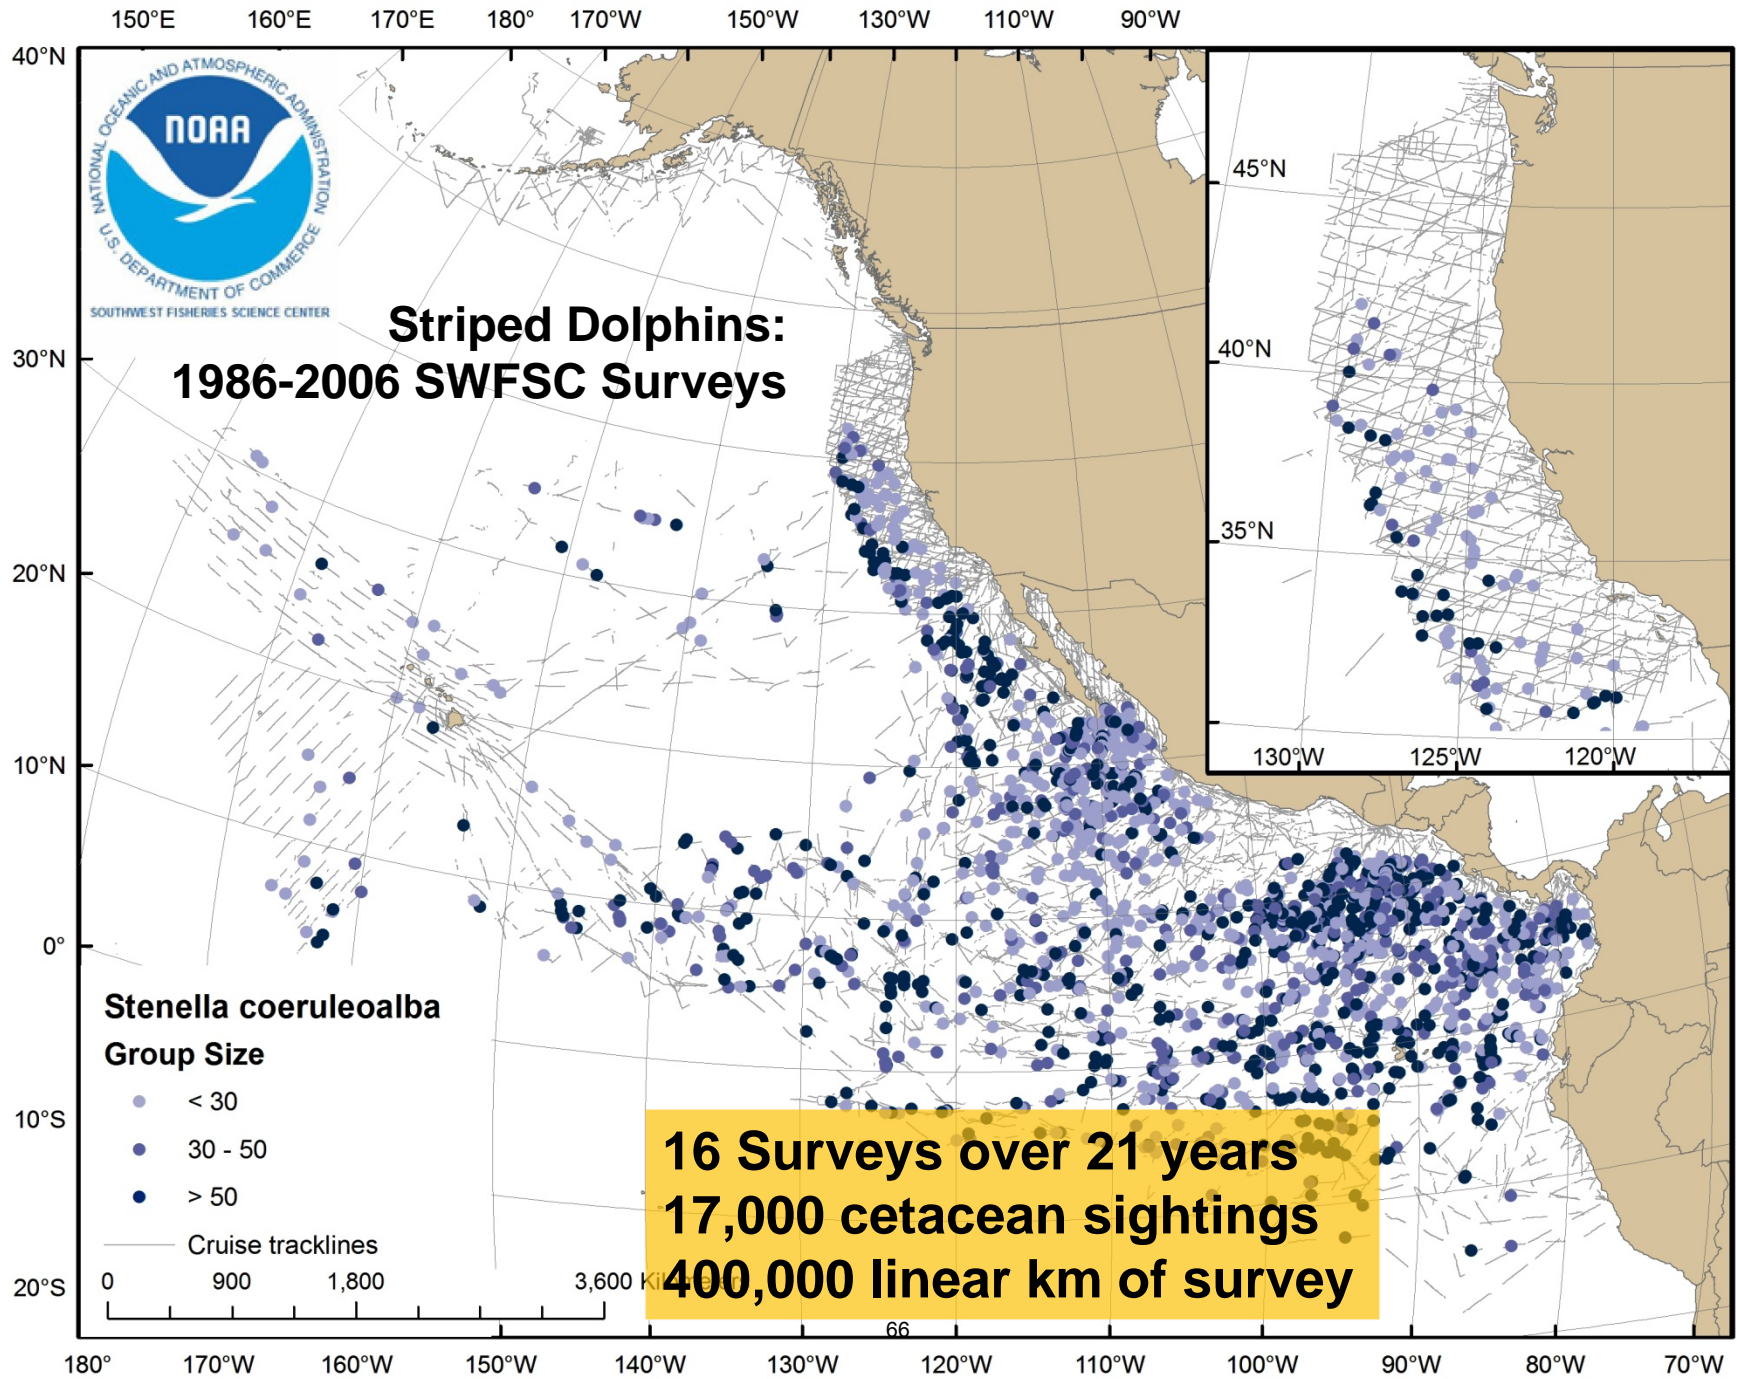 150°E 160°E 170°E 180° 170°W 150°W 130°W 110°W 90°W
40°N
30°N
20°N
10°N
0°
10°S
20°S
NATIONAL OCEANIC AND ATMOSPHERIC ADMINISTRATION
U.S. DEPARTMENT OF COMMERCE
NOAA
SOUTHWEST FISHERIES SCIENCE CENTER
Striped Dolphins:
1986-2006 SWFSC Surveys
45°N
40°N
35°N
130°W 125°W 120°W
Stenella coeruleoalba
Group Size
< 30
30 - 50
> 50
Cruise tracklines
0 900 1,800 3,600 Kilometers
16 Surveys over 21 years
17,000 cetacean sightings
400,000 linear km of survey
66
180° 170°W 160°W 150°W 140°W 130°W 120°W 110°W 100°W 90°W 80°W 70°W